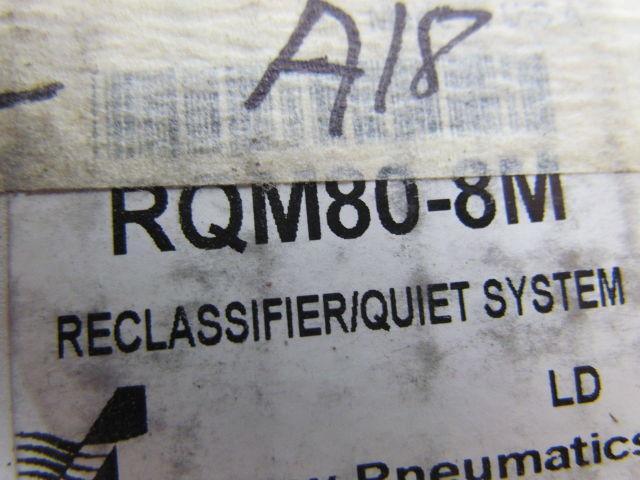 A18
RQM80-8M
RECLASSIFIER/QUIET SYSTEM
LD
Pneumatics